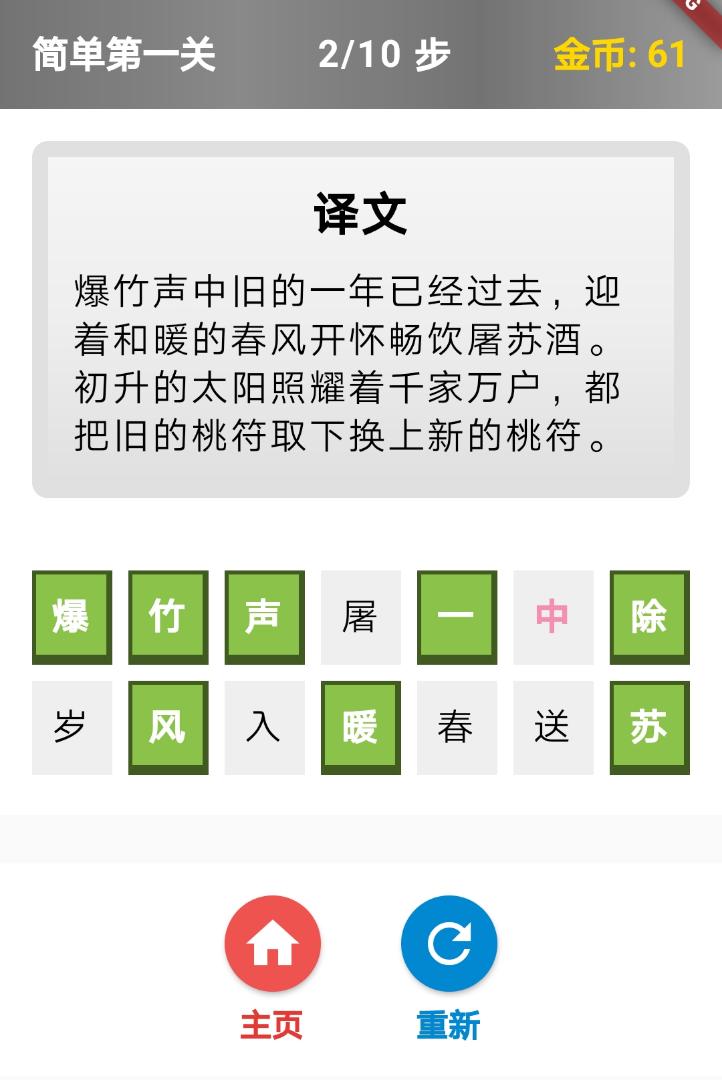 简单第一关 2/10 步 金币: 61
G
译文
爆竹声中旧的一年已经过去，迎
着和暖的春风开怀畅饮屠苏酒。
初升的太阳照耀着千家万户，都
把旧的桃符取下换上新的桃符。
爆 竹 声 屠 一 中 除
岁 风 入 暖 春 送 苏
主页 重新